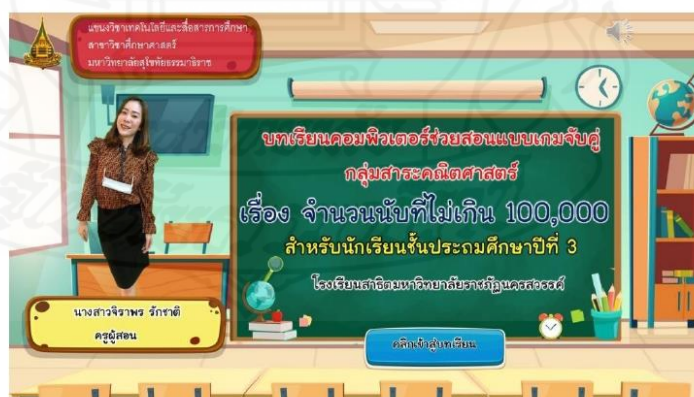 แขนงวิชาเทคโนโลยีและสื่อสารการศึกษา
สาขาวิชาศึกษาศาสตร์
มหาวิทยาลัยสุโขทัยธรรมาธิราช
บทเรียนคอมพิวเตอร์ช่วยสอนแบบเกมจับคู่
กลุ่มสาระคณิตศาสตร์
เรื่อง จำนวนนับที่ไม่เกิน 100,000
สำหรับนักเรียนชั้นประถมศึกษาปีที่ 3
โรงเรียนสาธิตมหาวิทยาลัยราชภัฏนครสวรรค์
นางสาวจิราพร รักชาติ
ครูผู้สอน
คลิกเข้าสู่บทเรียน